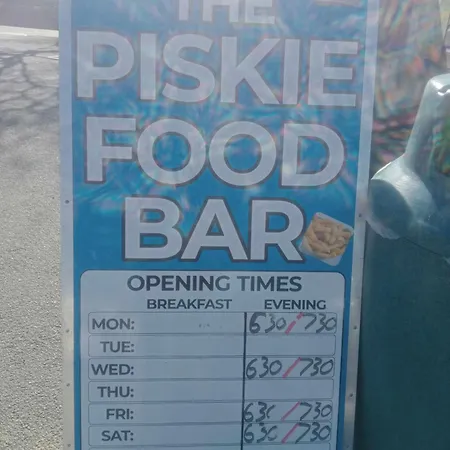 THE
PISKIE
FOOD
BAR
OPENING TIMES
BREAKFAST EVENING
MON: 630/730
TUE:
WED: 630/730
THU:
FRI: 630/730
SAT: 630/730